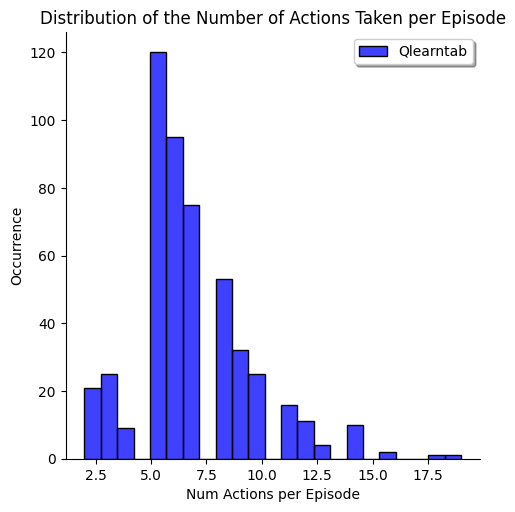 Distribution of the Number of Actions Taken per Episode
Qlearntab
120
100
80
60
40
20
0
Occurrence
2.5 5.0 7.5 10.0 12.5 15.0 17.5
Num Actions per Episode